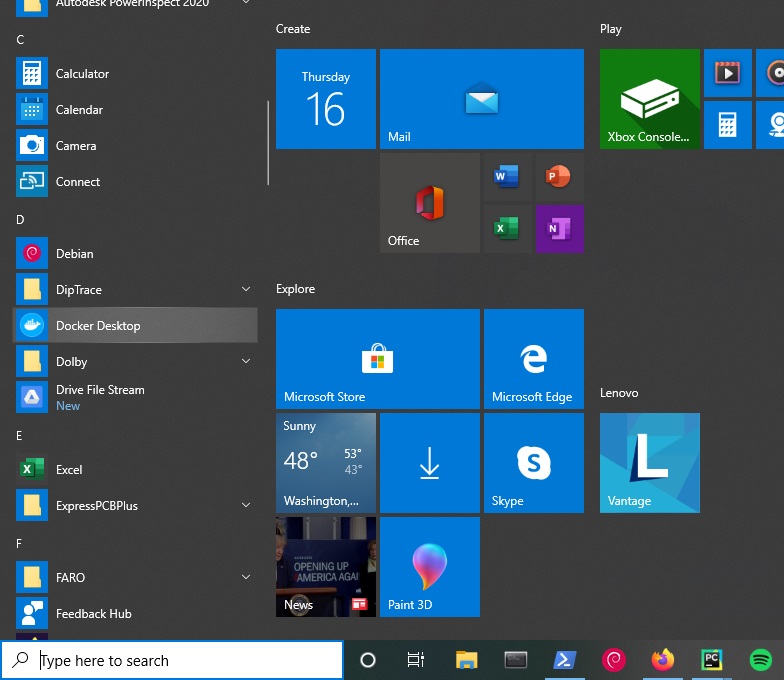 Autodesk PowerInspect 2020
C
Calculator
Calendar
Camera
Connect
D
Debian
DipTrace
Docker Desktop
Dolby
Drive File Stream
New
E
Excel
ExpressPCBPlus
F
FARO
Feedback Hub
Create
Thursday
16
Mail
Office
W
P
X
N
Explore
Microsoft Store
Microsoft Edge
Sunny
48°
53°
43°
Washington,...
S
Skype
OPENING UP
AMERICA AGAI
News
Paint 3D
Play
Xbox Console...
Lenovo
L
Vantage
Type here to search
PC